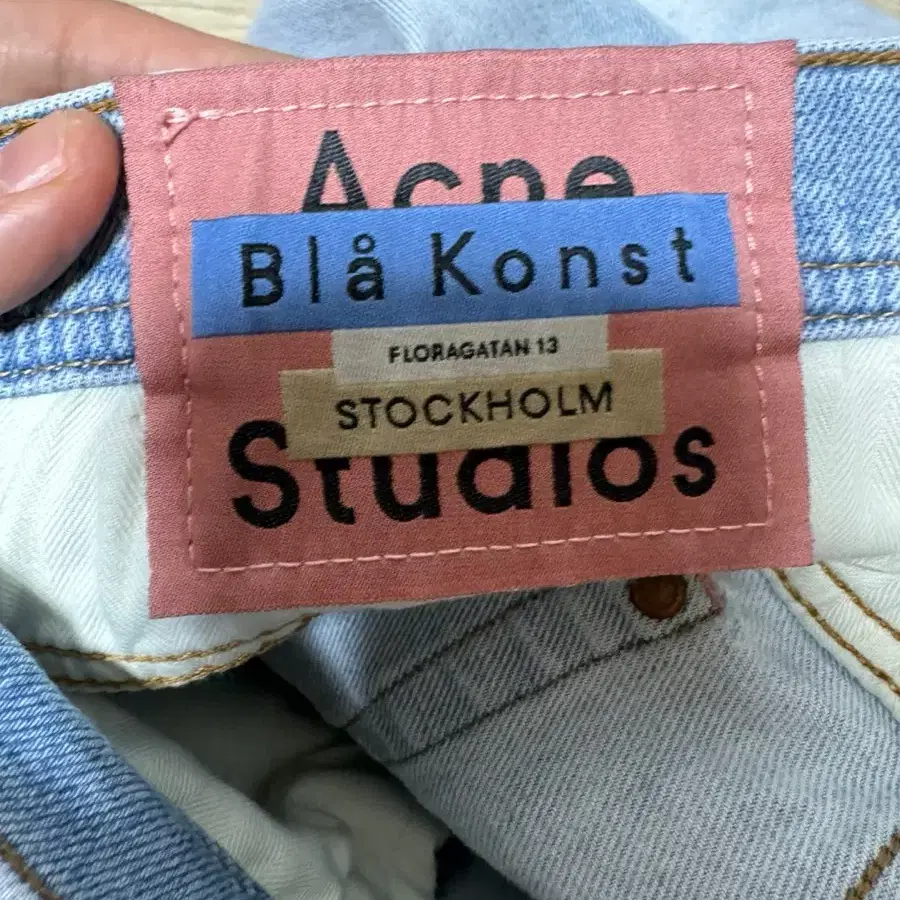 Acne
Blå Konst
FLORAGATAN 13
STOCKHOLM
Studios